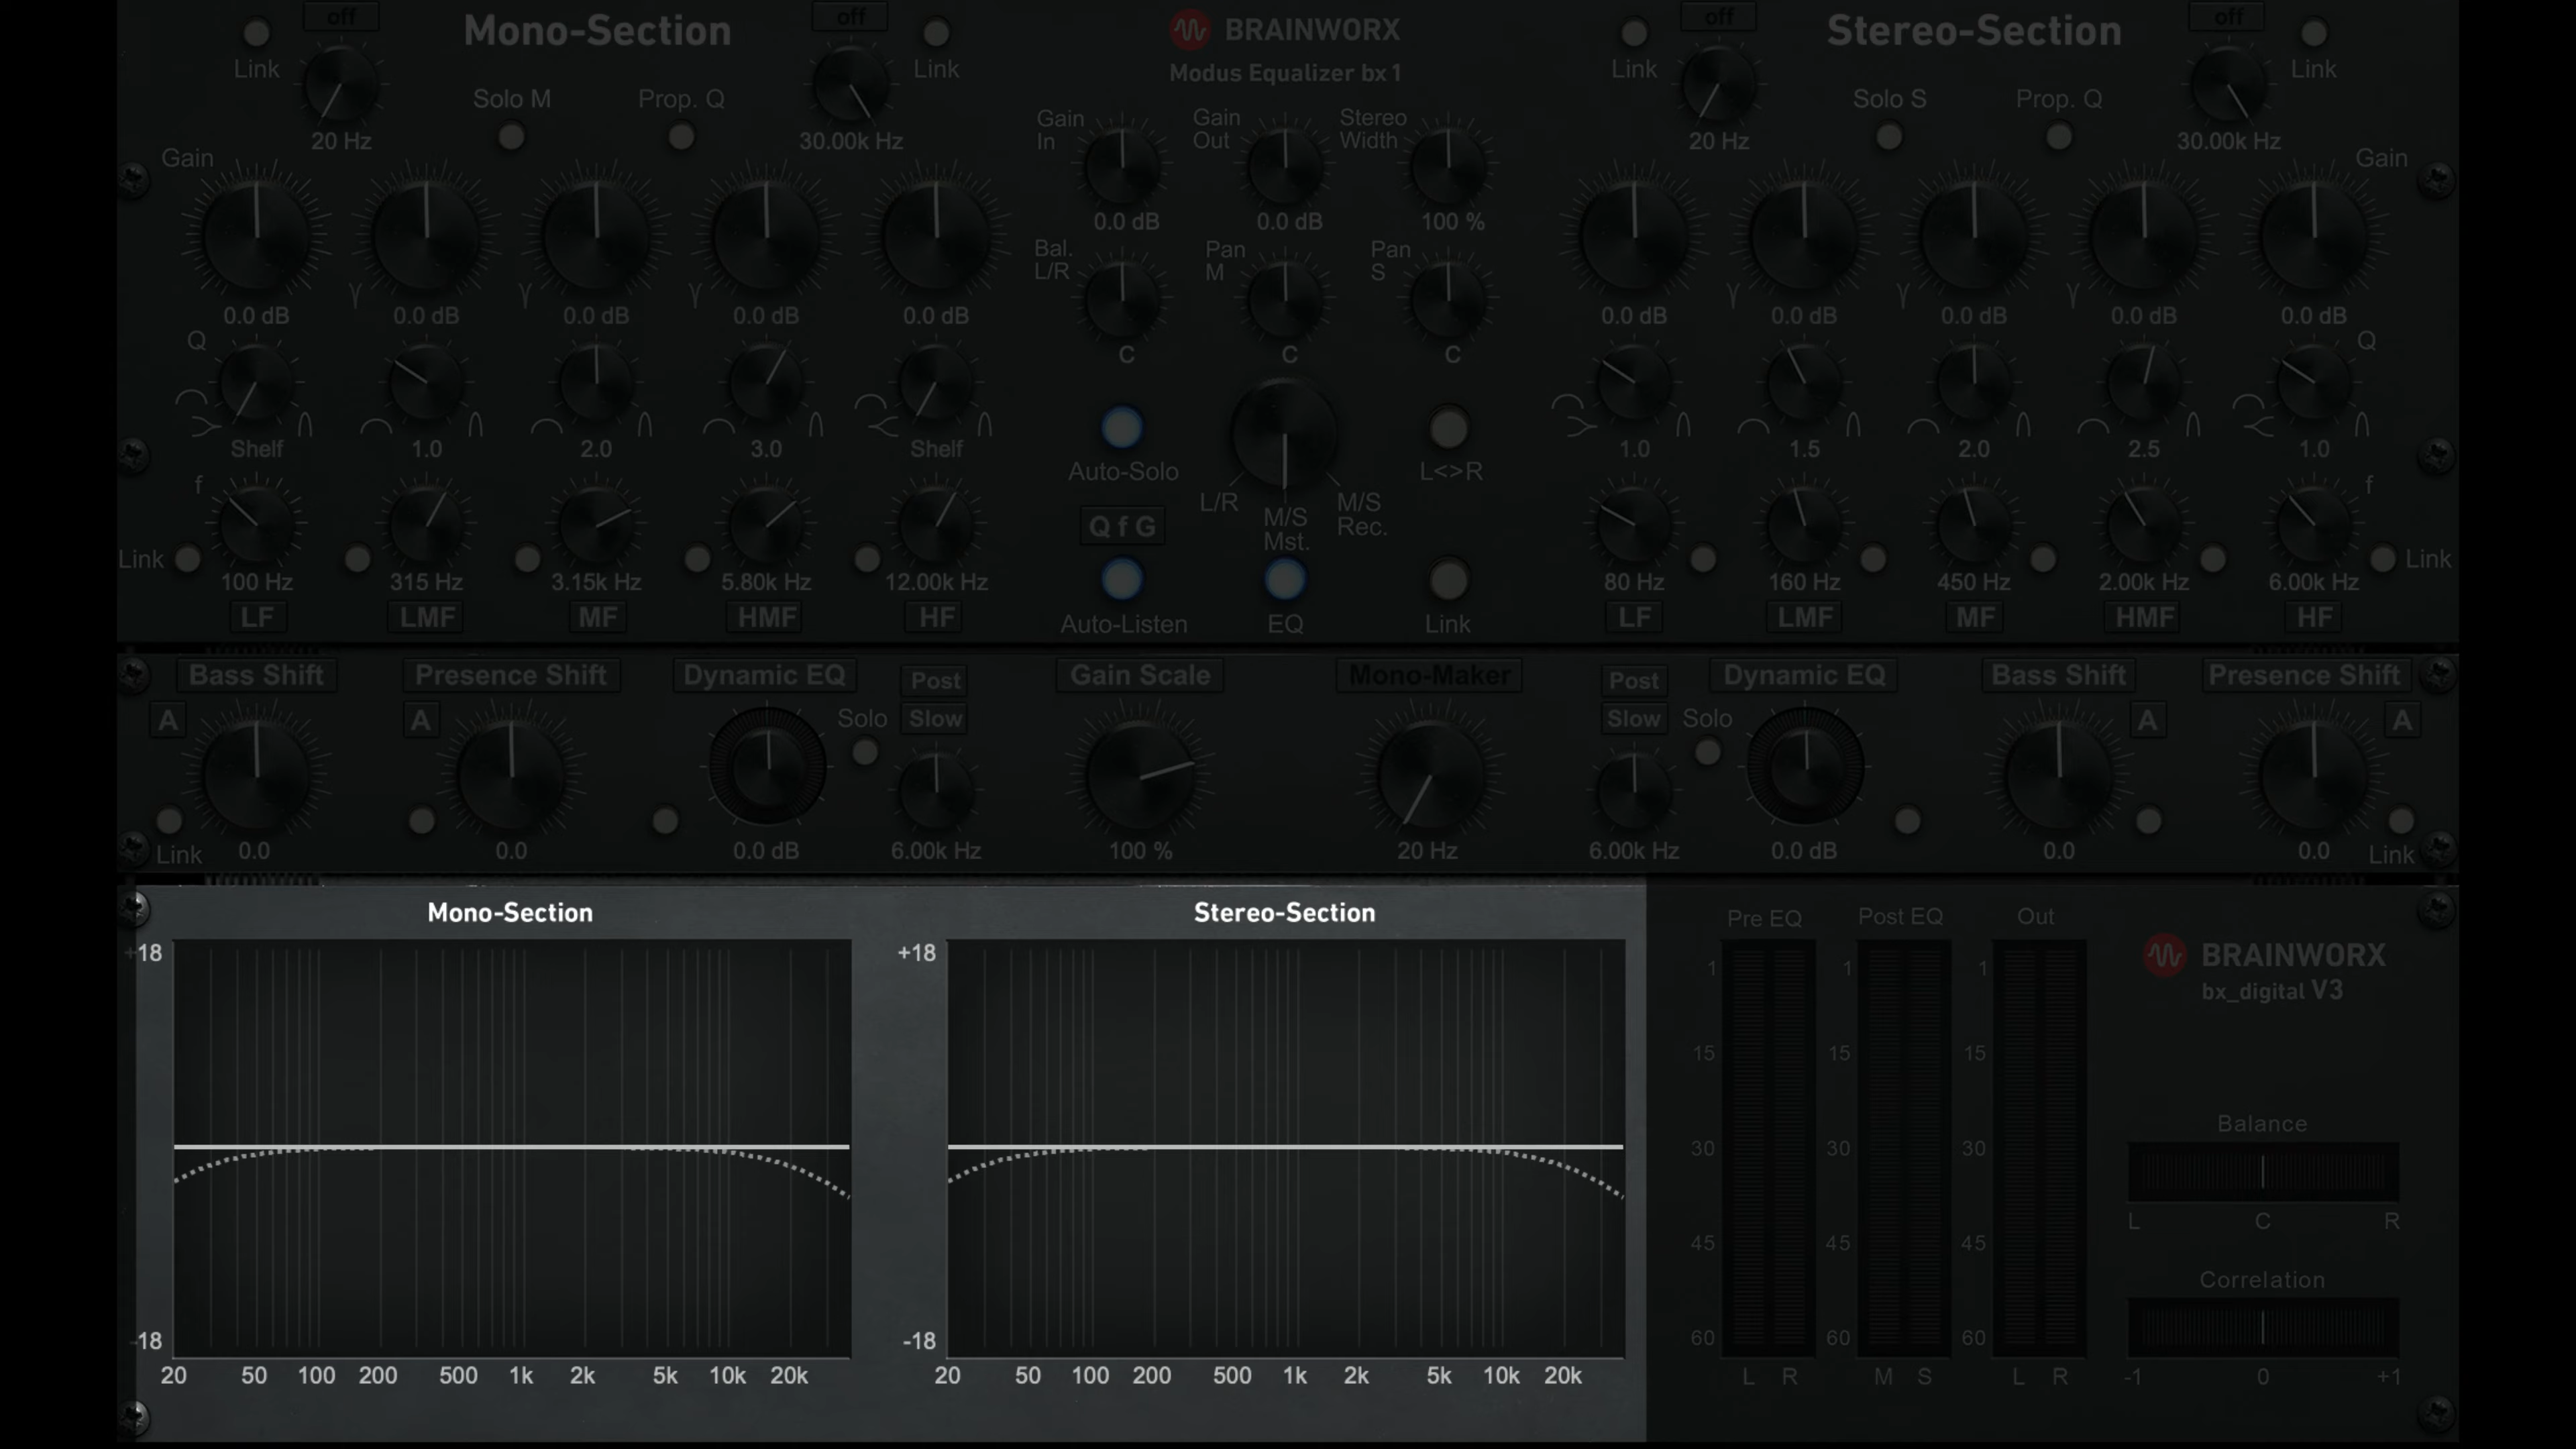 off Mono-Section off
Link Link
Solo M Prop. Q
20 Hz 30.00k Hz
Gain
0.0 dB 0.0 dB 0.0 dB 0.0 dB 0.0 dB
Q
Shelf 1.0 2.0 3.0 Shelf
f
Link
100 Hz 315 Hz 3.15k Hz 5.80k Hz 12.00k Hz
LF LMF MF HMF HF
BRAINWORX
Modus Equalizer bx1
Gain In Gain Out Stereo Width
0.0 dB 0.0 dB 100 %
Bal. L/R Pan M Pan S
C C C
Auto-Solo L<>R
L/R M/S Mst. M/S Rec.
Q f G
Auto-Listen EQ Link
off Stereo-Section off
Link Link
Solo S Prop. Q
20 Hz 30.00k Hz
Gain
0.0 dB 0.0 dB 0.0 dB 0.0 dB 0.0 dB
Q
1.0 1.5 2.0 2.5 1.0
f
Link
80 Hz 160 Hz 450 Hz 2.00k Hz 6.00k Hz
LF LMF MF HMF HF
Bass Shift Presence Shift Dynamic EQ Post Gain Scale Mono-Maker Post Dynamic EQ Bass Shift Presence Shift
A A Solo Slow Slow Solo A A
Link 0.0 0.0 0.0 dB 6.00k Hz 100 % 20 Hz 6.00k Hz 0.0 dB 0.0 0.0 Link
Mono-Section
+18
-18
20 50 100 200 500 1k 2k 5k 10k 20k
Stereo-Section
+18
-18
20 50 100 200 500 1k 2k 5k 10k 20k
Pre EQ Post EQ Out
1 1 1
15 15 15
30 30 30
45 45 45
60 60 60
L R M S L R
BRAINWORX
bx_digital V3
Balance
L C R
Correlation
-1 0 +1